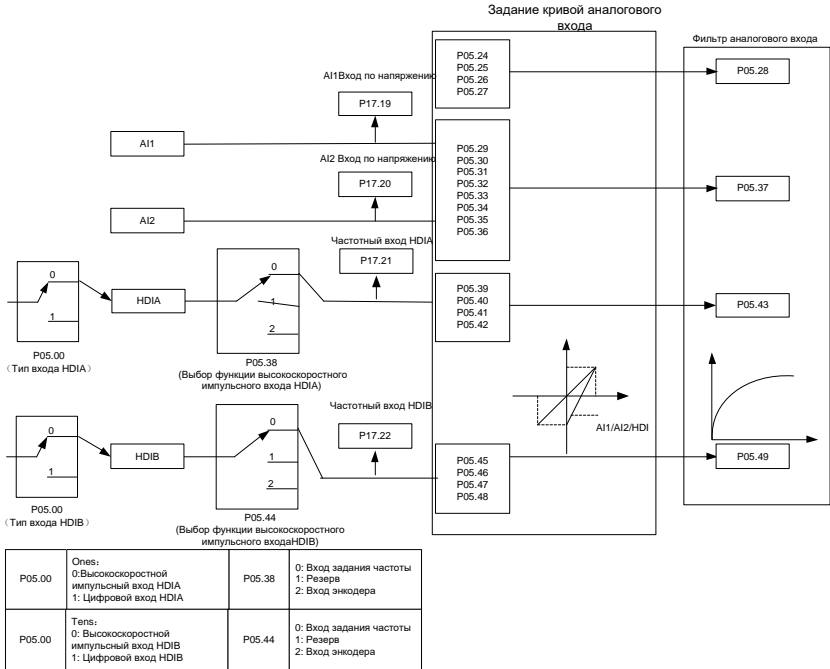 Задание кривой аналогового
входа
Фильтр аналогового входа
P05.24
P05.25
P05.26
P05.27
P05.28
AI1Вход по напряжению
P17.19
AI1
AI2 Вход по напряжению
P17.20
AI2
P05.29
P05.30
P05.31
P05.32
P05.33
P05.34
P05.35
P05.36
P05.37
Частотный вход HDIA
P17.21
0
1
P05.00
(Тип входа HDIA)
HDIA
0
1
2
P05.38
(Выбор функции высокоскоростного
импульсного входа HDIA)
P05.39
P05.40
P05.41
P05.42
P05.43
AI1/AI2/HDI
Частотный вход HDIB
P17.22
0
1
P05.00
(Тип входа HDIB)
HDIB
0
1
2
P05.44
(Выбор функции высокоскоростного
импульсного входаHDIB)
P05.45
P05.46
P05.47
P05.48
P05.49
P05.00
Ones:
0:Высокоскоростной
импульсный вход HDIA
1: Цифровой вход HDIA
P05.38
0: Вход задания частоты
1: Резерв
2: Вход энкодера
P05.00
Tens:
0: Высокоскоростной
импульсный вход HDIB
1: Цифровой вход HDIB
P05.44
0: Вход задания частоты
1: Резерв
2: Вход энкодера